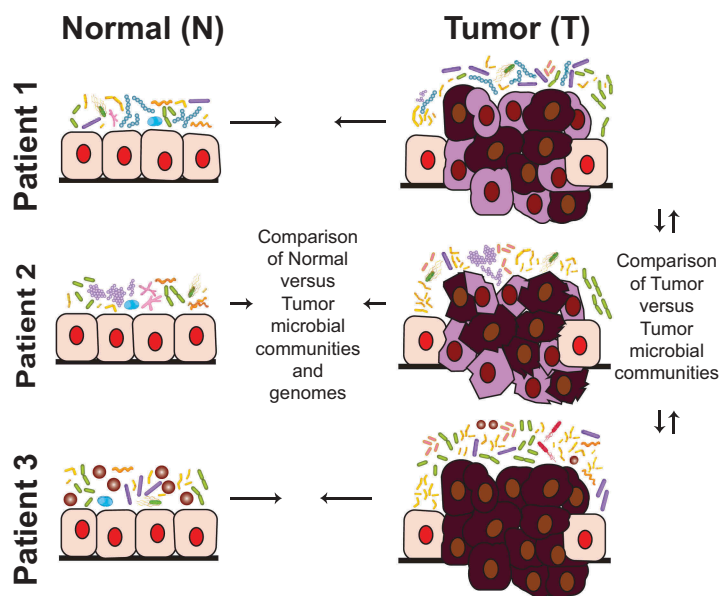 Normal (N)
Tumor (T)
Patient 1
Patient 2
Patient 3
Comparison
of Normal
versus
Tumor
microbial
communities
and
genomes
Comparison
of Tumor
versus
Tumor
microbial
communities